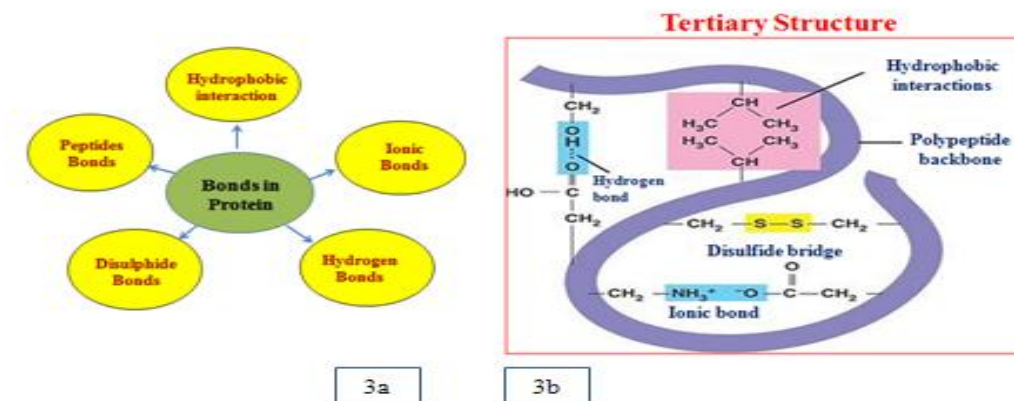 Hydrophobic
interaction
Peptides
Bonds
Ionic
Bonds
Bonds in
Protein
Disulphide
Bonds
Hydrogen
Bonds
3a
Tertiary Structure
Hydrophobic
interactions
Polypeptide
backbone
CH₂
O
H
O
Hydrogen
bond
HO
C
CH₂
CH
H₃C CH₃
H₃C CH₃
CH
CH₂ S S CH₂
Disulfide bridge
O
CH₂ NH₃⁺ ⁻O C CH₂
Ionic bond
3b